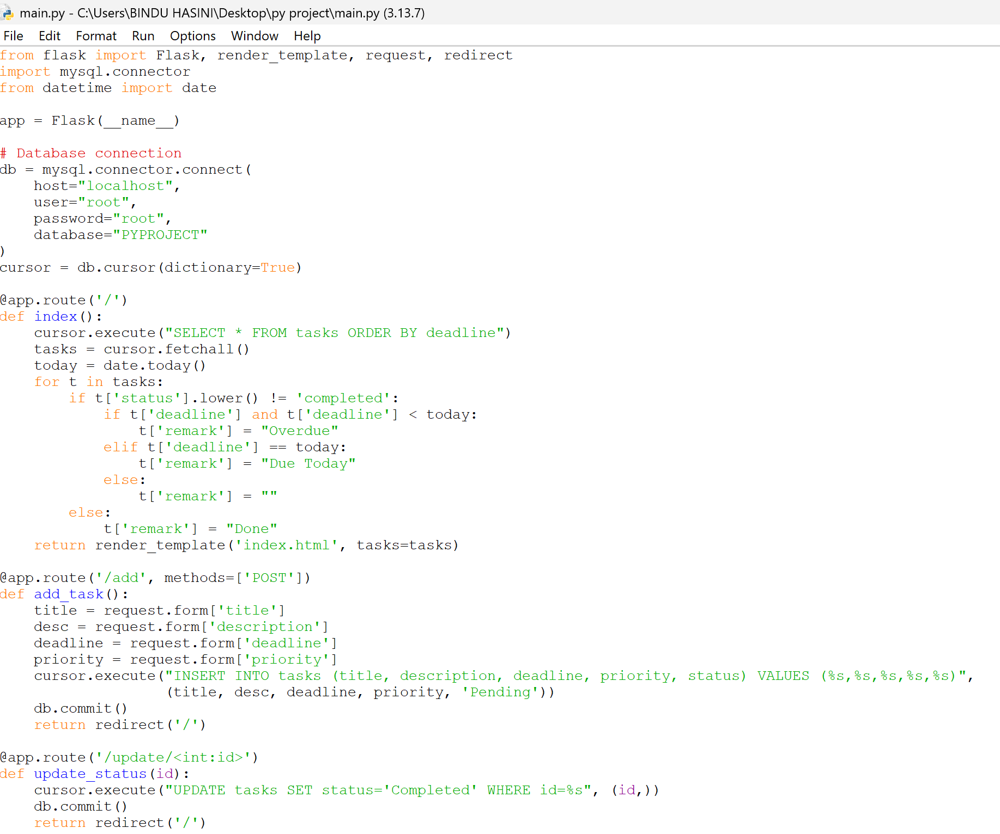 main.py - C:\Users\BINDU HASINI\Desktop\py project\main.py (3.13.7)
File Edit Format Run Options Window Help
from flask import Flask, render_template, request, redirect
import mysql.connector
from datetime import date

app = Flask(__name__)

# Database connection
db = mysql.connector.connect(
    host="localhost",
    user="root",
    password="root",
    database="PYPROJECT"
)
cursor = db.cursor(dictionary=True)

@app.route('/')
def index():
    cursor.execute("SELECT * FROM tasks ORDER BY deadline")
    tasks = cursor.fetchall()
    today = date.today()
    for t in tasks:
        if t['status'].lower() != 'completed':
            if t['deadline'] and t['deadline'] < today:
                t['remark'] = "Overdue"
            elif t['deadline'] == today:
                t['remark'] = "Due Today"
            else:
                t['remark'] = ""
        else:
            t['remark'] = "Done"
    return render_template('index.html', tasks=tasks)

@app.route('/add', methods=['POST'])
def add_task():
    title = request.form['title']
    desc = request.form['description']
    deadline = request.form['deadline']
    priority = request.form['priority']
    cursor.execute("INSERT INTO tasks (title, description, deadline, priority, status) VALUES (%s,%s,%s,%s,%s)",
                   (title, desc, deadline, priority, 'Pending'))
    db.commit()
    return redirect('/')

@app.route('/update/<int:id>')
def update_status(id):
    cursor.execute("UPDATE tasks SET status='Completed' WHERE id=%s", (id,))
    db.commit()
    return redirect('/')